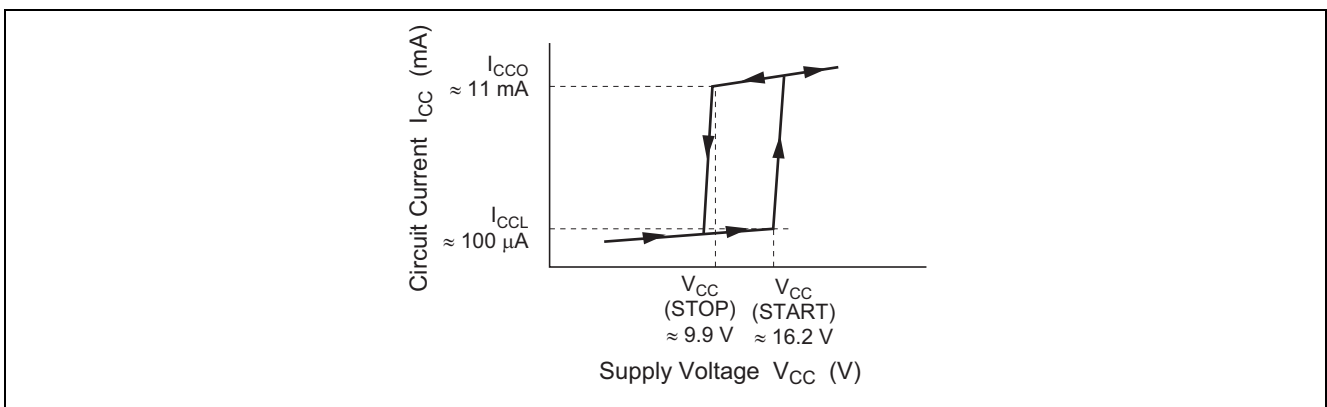 Circuit Current I_CC (mA)
I_CCO
≈ 11 mA
I_CCL
≈ 100 μA
V_CC V_CC
(STOP) (START)
≈ 9.9 V ≈ 16.2 V
Supply Voltage V_CC (V)